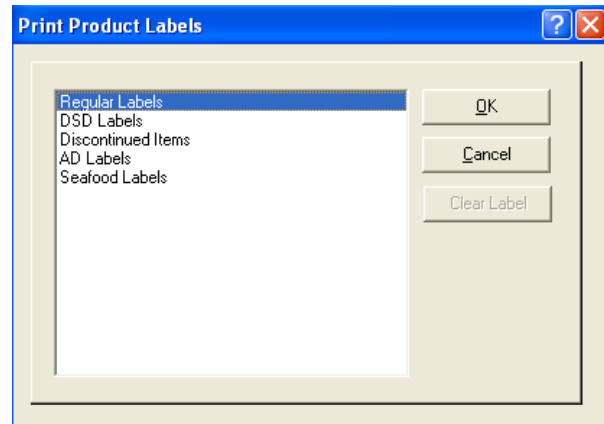 Print Product Labels
Regular Labels
DSD Labels
Discontinued Items
AD Labels
Seafood Labels
OK
Cancel
Clear Label